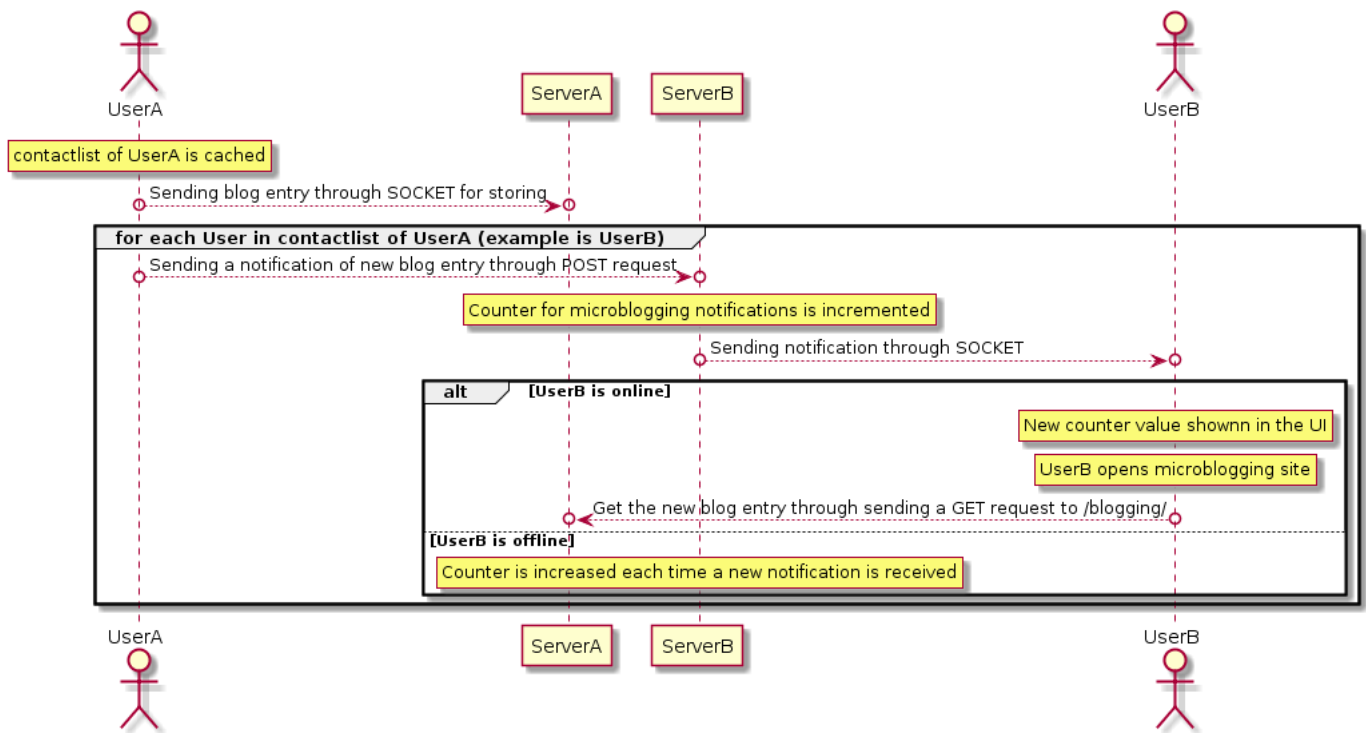 UserA
ServerA
ServerB
UserB
contactlist of UserA is cached
Sending blog entry through SOCKET for storing
for each User in contactlist of UserA (example is UserB)
Sending a notification of new blog entry through POST request
Counter for microblogging notifications is incremented
Sending notification through SOCKET
alt
[UserB is online]
New counter value shownn in the UI
UserB opens microblogging site
Get the new blog entry through sending a GET request to /blogging/
[UserB is offline]
Counter is increased each time a new notification is received
UserA
ServerA
ServerB
UserB